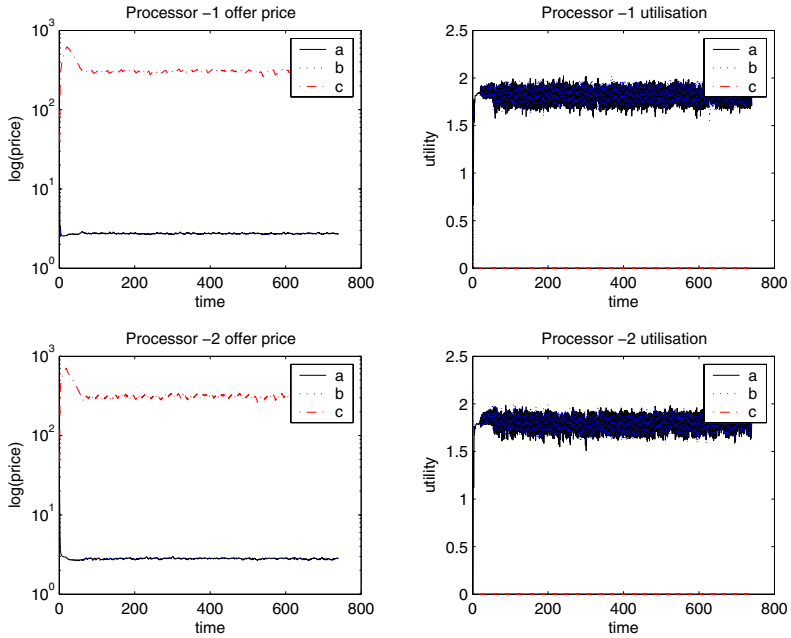 Processor -1 offer price
Processor -1 utilisation
10^3
10^2
10^1
10^0
log(price)
a
b
c
0
200
400
600
800
time
2.5
2
1.5
1
0.5
0
utility
a
b
c
0
200
400
600
800
time
Processor -2 offer price
Processor -2 utilisation
10^3
10^2
10^1
10^0
log(price)
a
b
c
0
200
400
600
800
time
2.5
2
1.5
1
0.5
0
utility
a
b
c
0
200
400
600
800
time